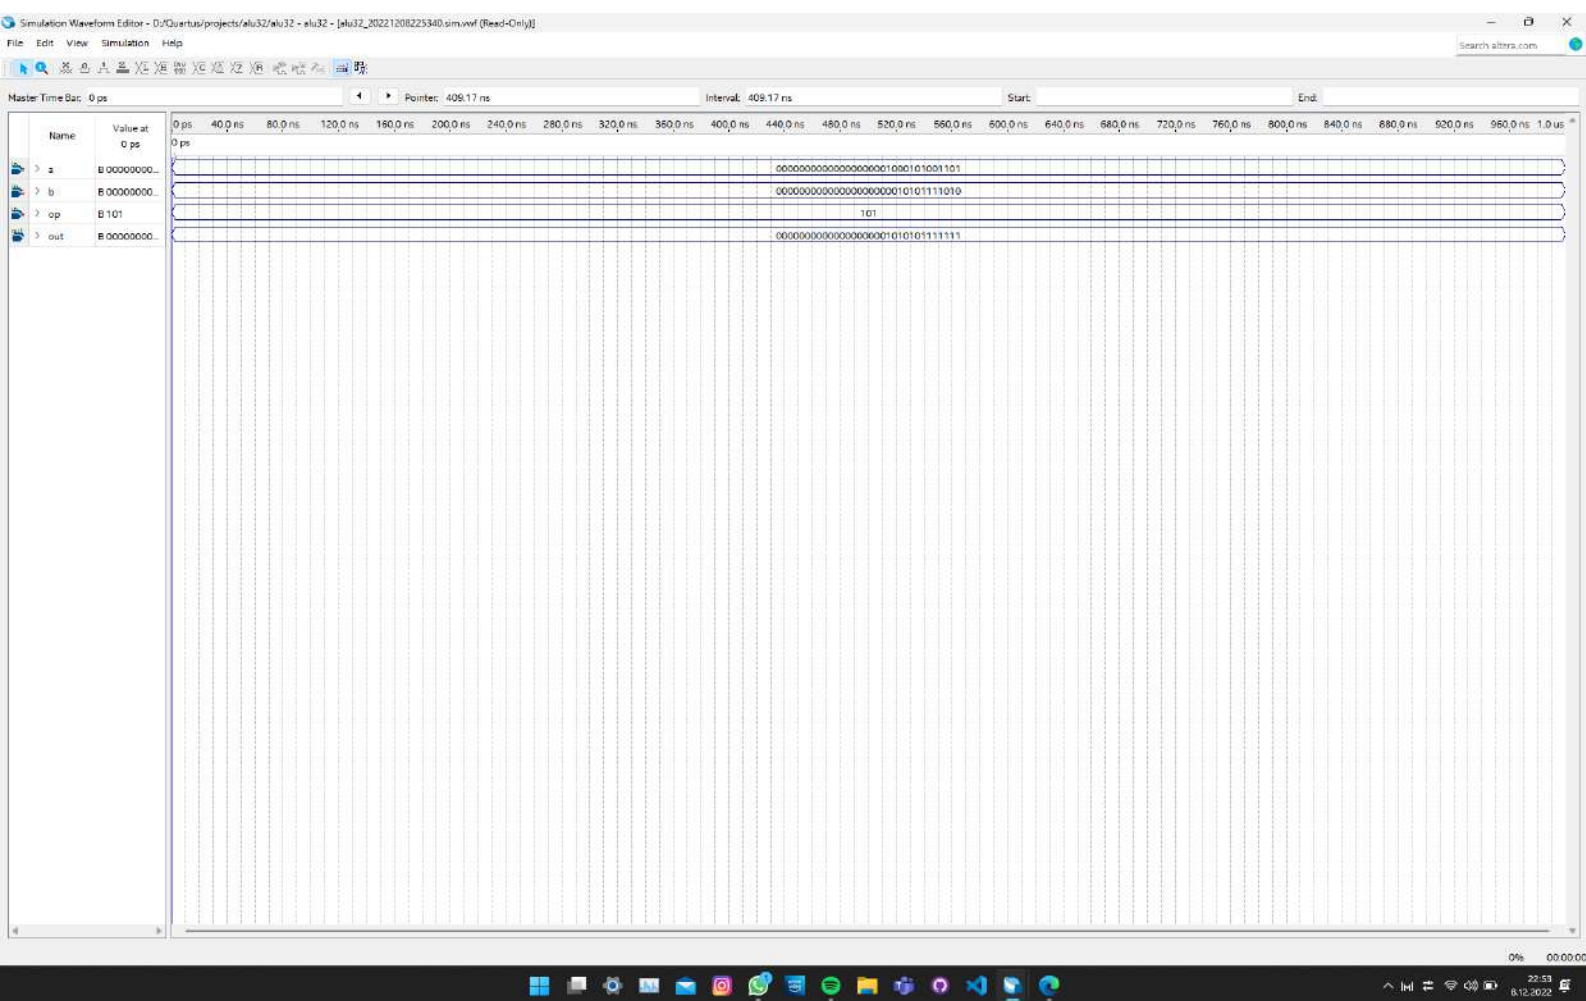 Simulation Waveform Editor - D:/Quartus/projects/alu32/alu32 - alu32 - [alu32_20221208225340.sim.vwf (Read-Only)]
File Edit View Simulation Help
Search altera.com
Master Time Bar: 0 ps Pointer: 409.17 ns Interval: 409.17 ns Start: End:
Name Value at 0 ps
0 ps 40.0 ns 80.0 ns 120.0 ns 160.0 ns 200.0 ns 240.0 ns 280.0 ns 320.0 ns 360.0 ns 400.0 ns 440.0 ns 480.0 ns 520.0 ns 560.0 ns 600.0 ns 640.0 ns 680.0 ns 720.0 ns 760.0 ns 800.0 ns 840.0 ns 880.0 ns 920.0 ns 960.0 ns 1.0 us
0 ps
a B 00000000... 00000000000000000001000101001101
b B 00000000... 00000000000000000000010101111010
op B 101 101
out B 00000000... 00000000000000000001010101111111
0% 00:00:00
22:53
8.12.2022